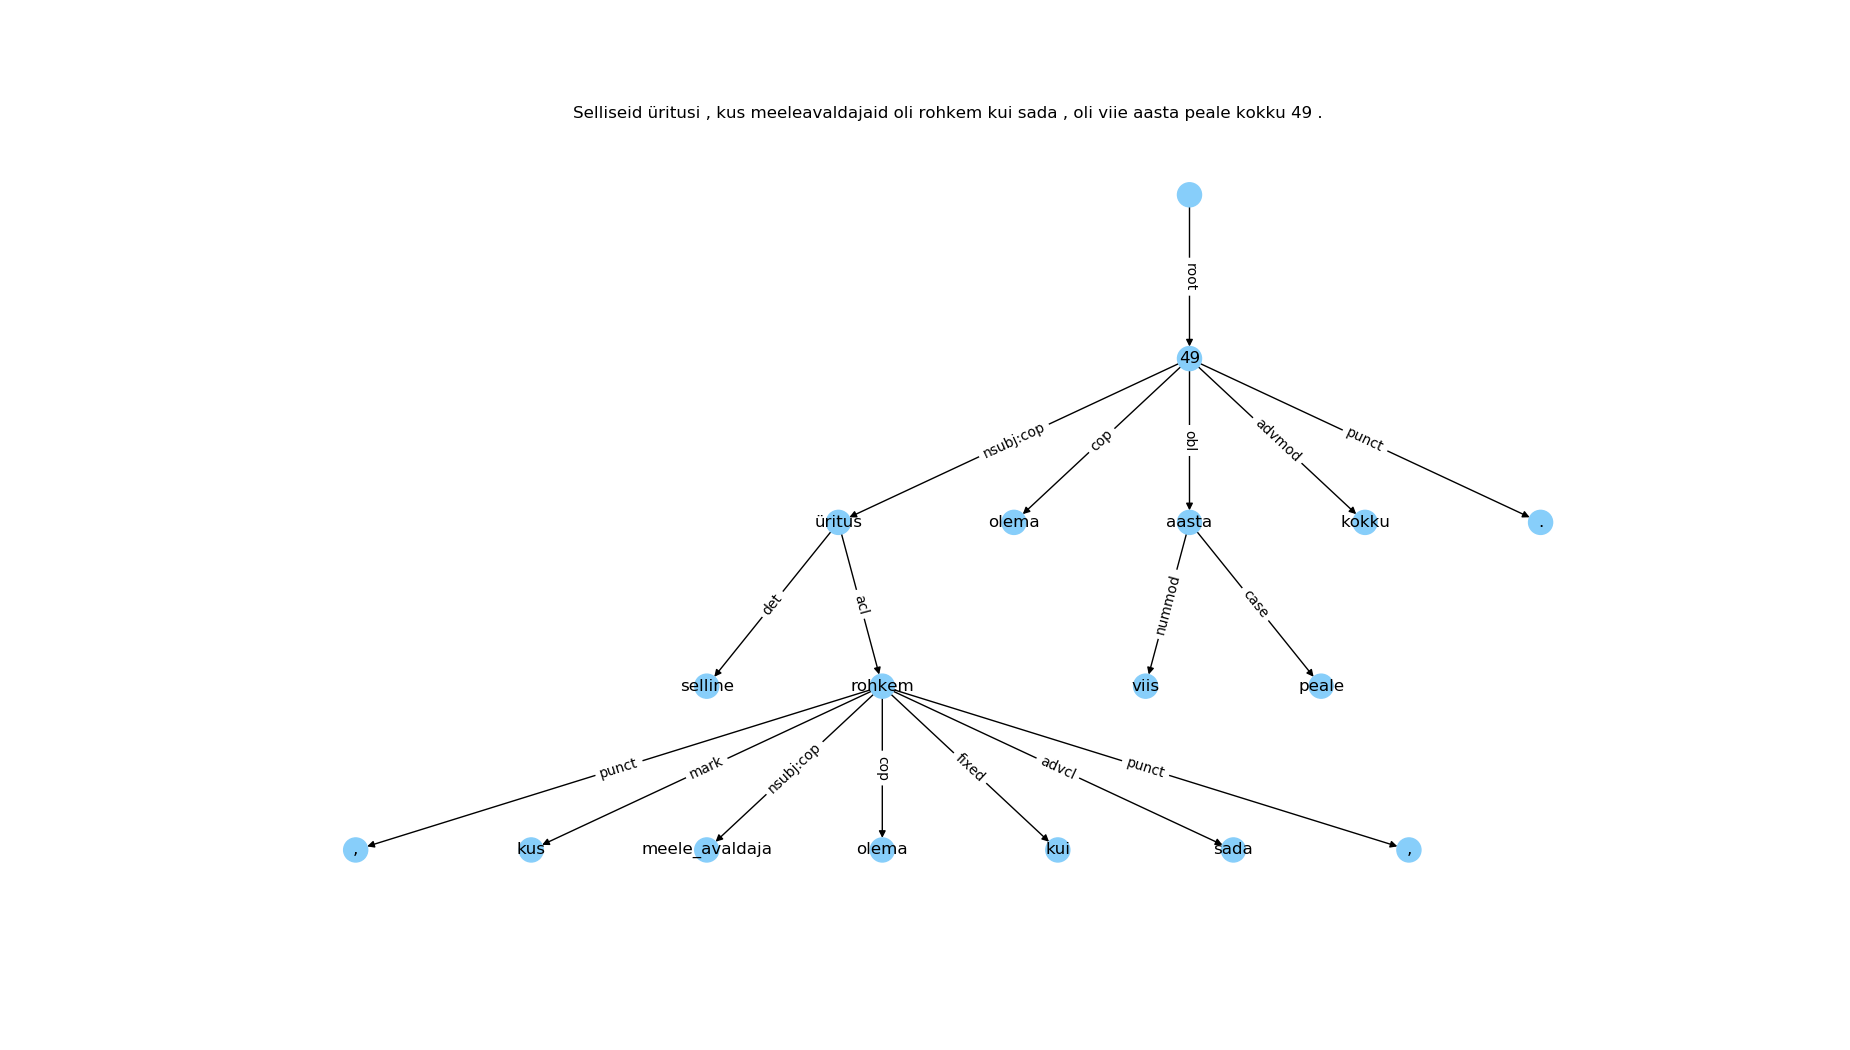 Selliseid üritusi , kus meeleavaldajaid oli rohkem kui sada , oli viie aasta peale kokku 49 .
root
49
nsubj:cop cop obl advmod punct
üritus olema aasta kokku .
det acl nummod case
selline rohkem viis peale
punct mark nsubj:cop cop fixed advcl punct
, kus meele_avaldaja olema kui sada ,